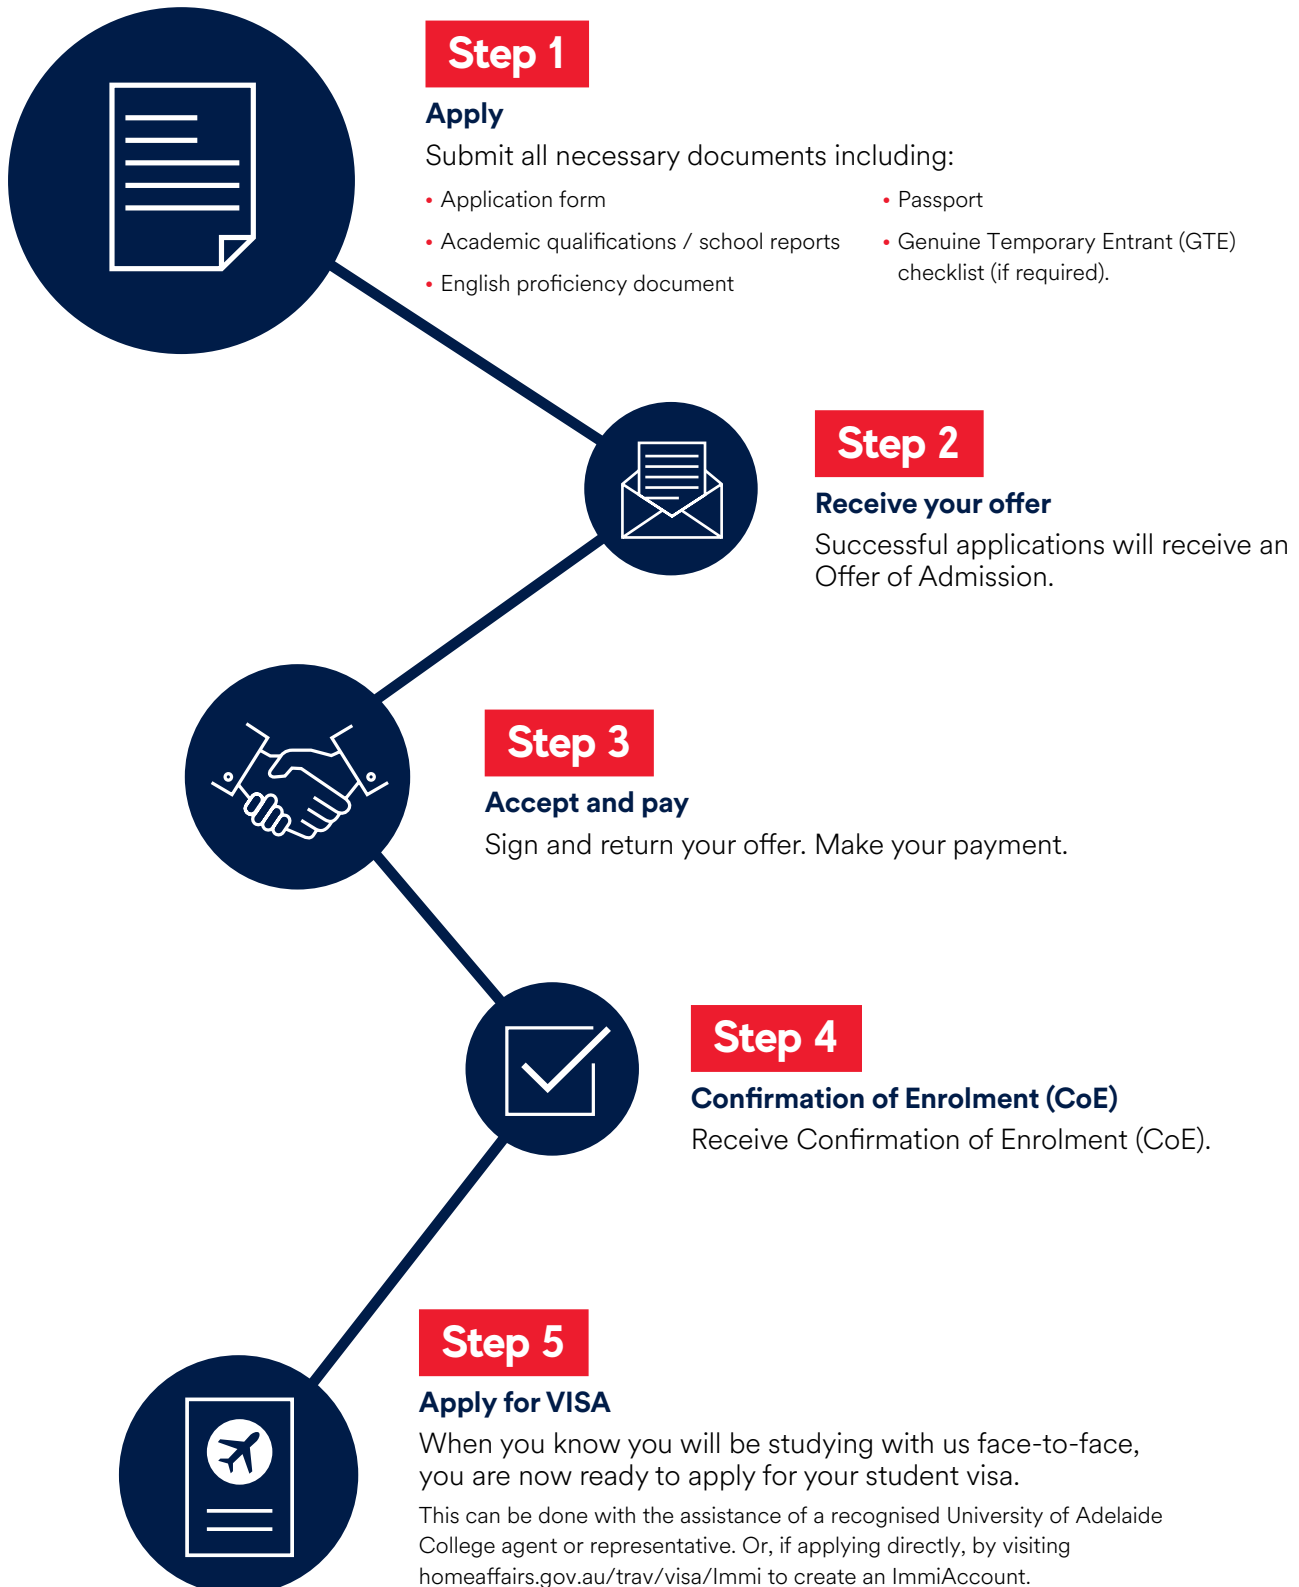 Step 1
Apply
Submit all necessary documents including:
• Application form
• Academic qualifications / school reports
• English proficiency document
• Passport
• Genuine Temporary Entrant (GTE)
checklist (if required).
Step 2
Receive your offer
Successful applications will receive an
Offer of Admission.
Step 3
Accept and pay
Sign and return your offer. Make your payment.
Step 4
Confirmation of Enrolment (CoE)
Receive Confirmation of Enrolment (CoE).
Step 5
Apply for VISA
When you know you will be studying with us face-to-face,
you are now ready to apply for your student visa.
This can be done with the assistance of a recognised University of Adelaide
College agent or representative. Or, if applying directly, by visiting
homeaffairs.gov.au/trav/visa/Immi to create an ImmiAccount.